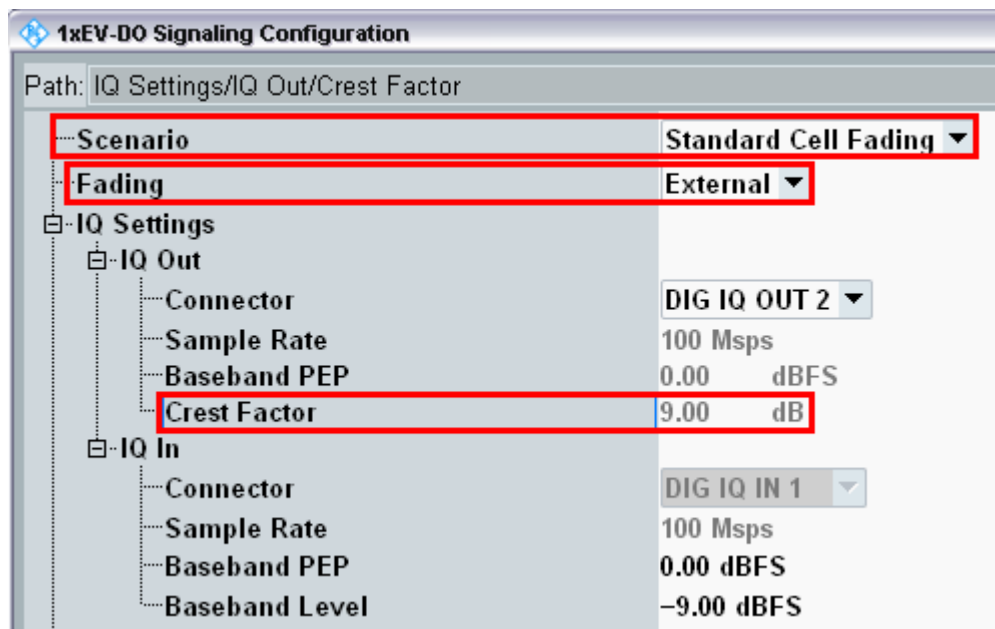 1xEV-DO Signaling Configuration
Path: IQ Settings/IQ Out/Crest Factor
Scenario Standard Cell Fading
Fading External
IQ Settings
IQ Out
Connector DIG IQ OUT 2
Sample Rate 100 Msps
Baseband PEP 0.00 dBFS
Crest Factor 9.00 dB
IQ In
Connector DIG IQ IN 1
Sample Rate 100 Msps
Baseband PEP 0.00 dBFS
Baseband Level −9.00 dBFS